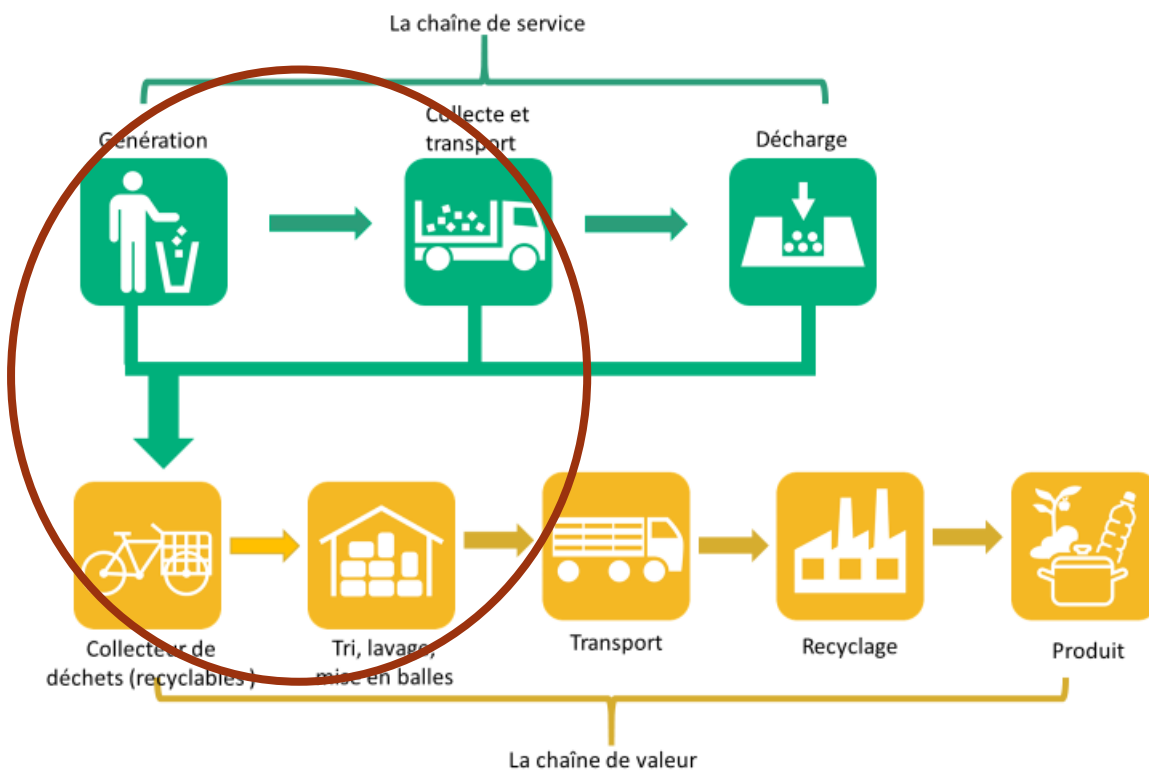 La chaîne de service
Génération
Collecte et
transport
Décharge
Collecteur de
déchets (recyclables )
Tri, lavage,
mise en balles
Transport
Recyclage
Produit
La chaîne de valeur